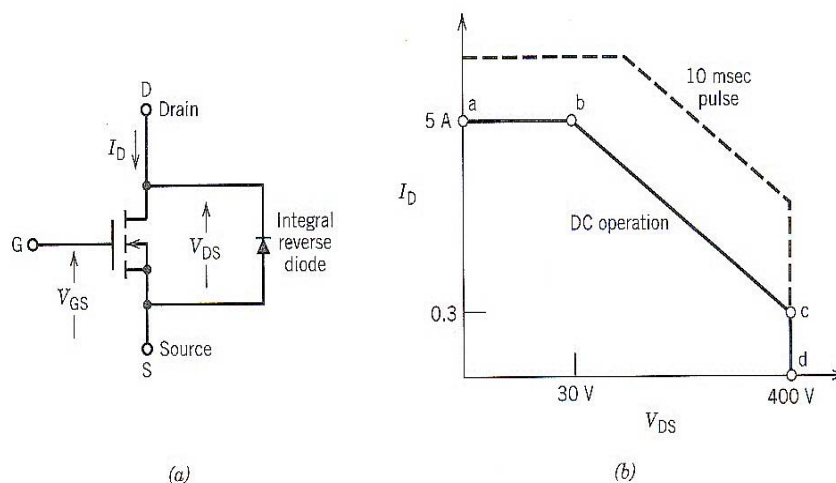 D
Drain
I_D
G
V_GS
V_DS
Integral
reverse
diode
Source
S
(a)
10 msec
pulse
a
b
5 A
I_D
DC operation
0.3
c
d
30 V
400 V
V_DS
(b)